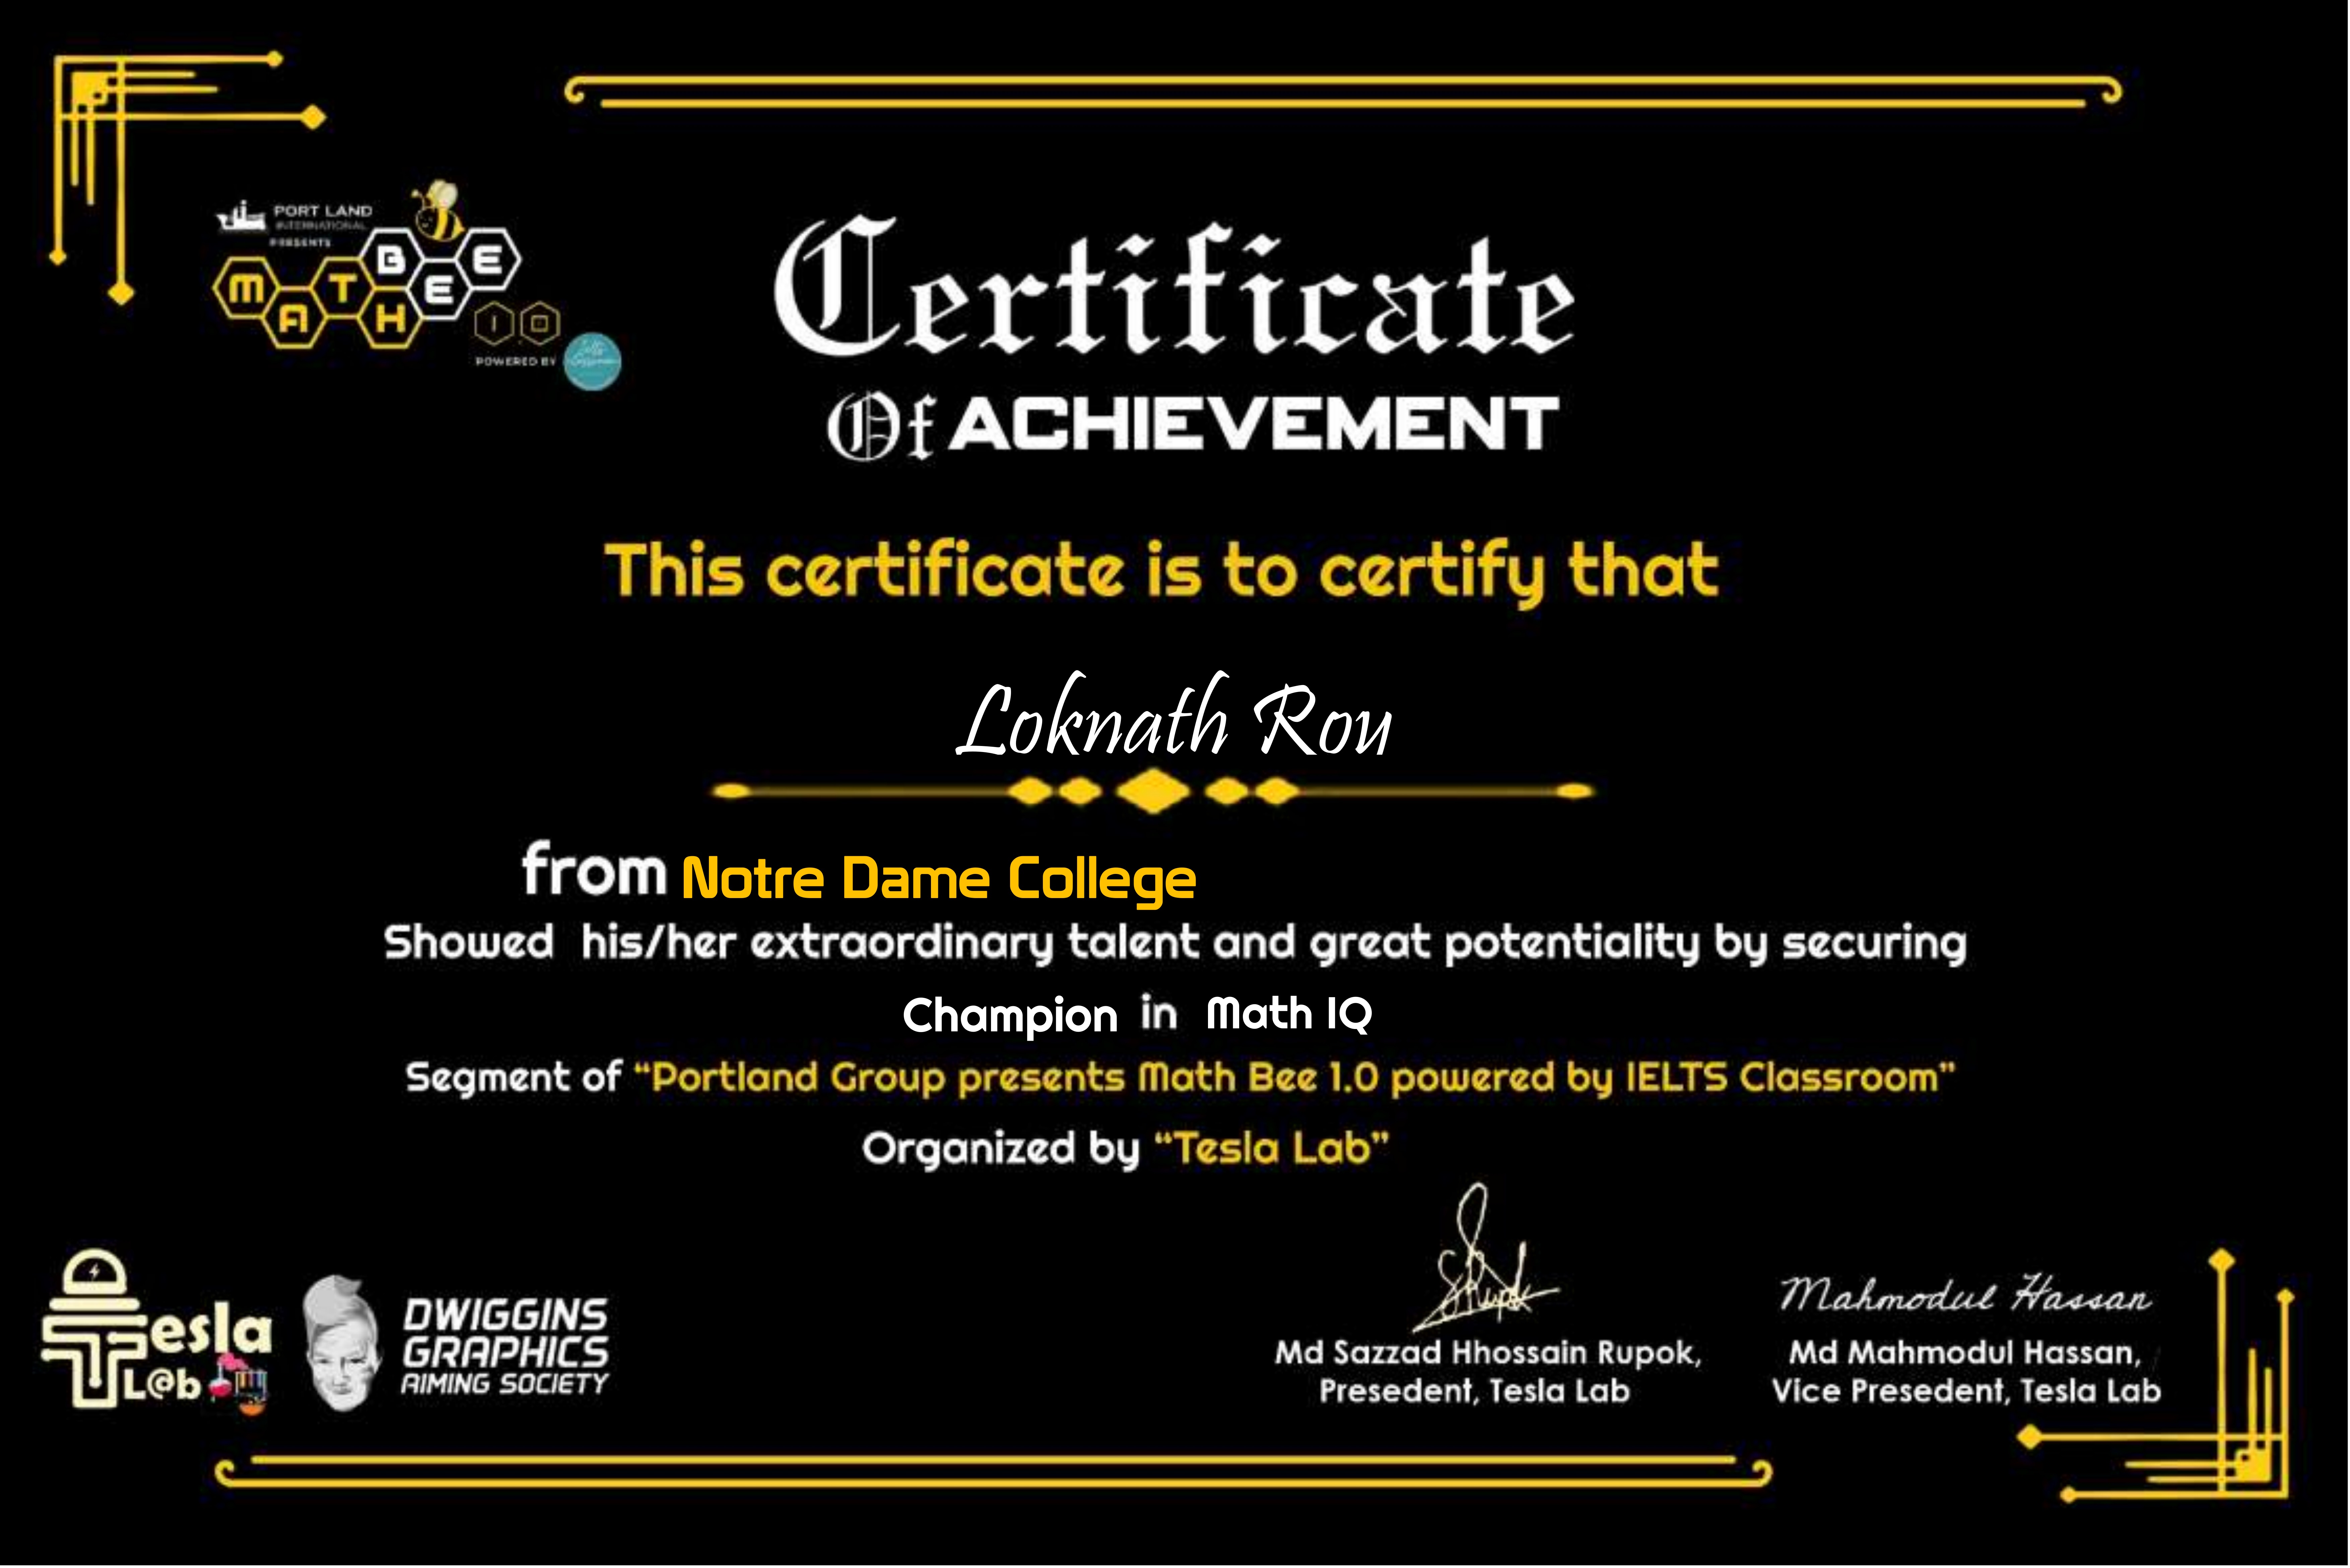 PORT LAND
INTERNATIONAL
PRESENTS
MATH BEE
1.0
POWERED BY
Certificate
Of ACHIEVEMENT
This certificate is to certify that
Loknath Roy
from Notre Dame College
Showed his/her extraordinary talent and great potentiality by securing
Champion in Math IQ
Segment of “Portland Group presents Math Bee 1.0 powered by IELTS Classroom”
Organized by “Tesla Lab”
Tesla
L@b
DWIGGINS
GRAPHICS
AIMING SOCIETY
Mahmodul Hassan
Md Sazzad Hhossain Rupok,
Presedent, Tesla Lab
Md Mahmodul Hassan,
Vice Presedent, Tesla Lab